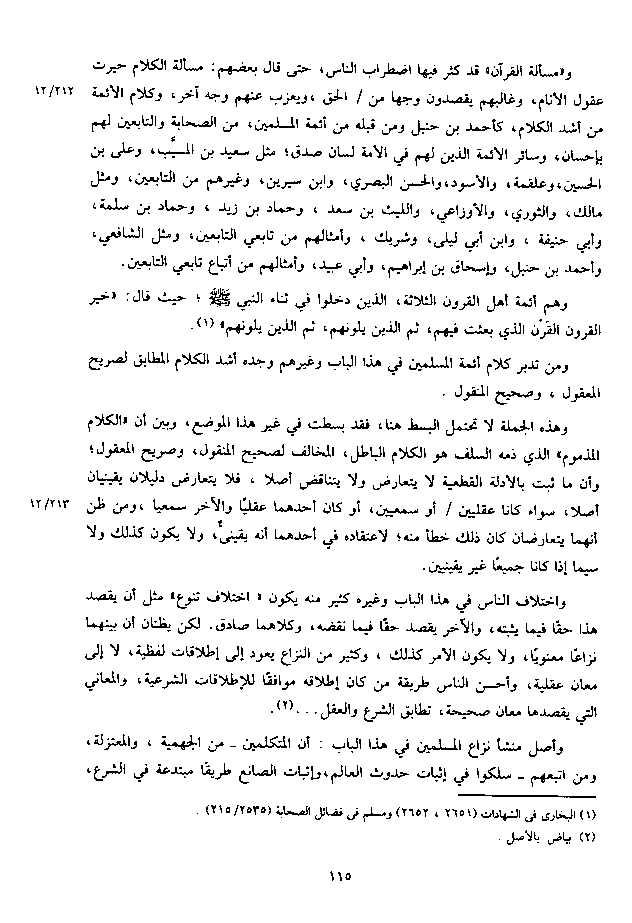 و«مسألة القرآن» قد كثر فيها اضطراب الناس، حتى قال بعضهم: مسألة الكلام حيرت
عقول الأنام، وغالبهم يقصدون وجها من / الحق ،ويعزب عنهم وجه آخر، وكلام الأئمة ١٢/٢١٢
من أشد الكلام، كأحمد بن حنبل ومن قبله من أئمة المسلمين، من الصحابة والتابعين لهم
بإحسان، وسائر الأئمة الذين لهم في الأمة لسان صدق؛ مثل سعيد بن المسيَّب، وعلى بن
الحسين،وعلقمة، والأسود،والحسن البصري، وابن سيرين، وغيرهم من التابعين، ومثل
مالك، والثوري، والأوزاعي، والليث بن سعد ، وحماد بن زيد ، وحماد بن سلمة،
وأبي حنيفة ، وابن أبي ليلى، وشريك ، وأمثالهم من تابعي التابعين، ومثل الشافعي،
وأحمد بن حنبل، وإسحاق بن إبراهيم، وأبي عبيد، وأمثالهم من أتباع تابعي التابعين.
وهم أئمة أهل القرون الثلاثة، الذين دخلوا في ثناء النبي ﷺ ؛ حيث قال: «خير
القرون القَرْن الذي بعثت فيهم، ثم الذين يلونهم، ثم الذين يلونهم» (١).
ومن تدبر كلام أئمة المسلمين في هذا الباب وغيرهم وجده أشد الكلام المطابق لصريح
المعقول ، وصحيح المنقول .
وهذه الجملة لا تحتمل البسط هنا، فقد بسطت في غير هذا الموضع، وبين أن «الكلام
المذموم» الذي ذمه السلف هو الكلام الباطل، المخالف لصحيح المنقول، وصريح المعقول؛
وأن ما ثبت بالأدلة القطعية لا يتعارض ولا يتناقض أصلا ، فلا يتعارض دليلان يقينيان
أصلا، سواء كانا عقليين / أو سمعيين، أو كان أحدهما عقليًا والآخر سمعيا ،ومن ظن ١٢/٢١٣
أنهما يتعارضان كان ذلك خطأ منه؛ لاعتقاده في أحدهما أنه يقينيٌّ، ولا يكون كذلك ولا
سيما إذا كانا جميعًا غير يقينيين.
واختلاف الناس في هذا الباب وغيره كثير منه يكون « اختلاف تنوع» مثل أن يقصد
هذا حقًا فيما يثبته، والآخر يقصد حقًا فيما نقضه، وكلاهما صادق. لكن يظنان أن بينهما
نزاعًا معنويًا، ولا يكون الأمر كذلك ، وكثير من النزاع يعود إلى إطلاقات لفظية، لا إلى
معان عقلية، وأحسن الناس طريقة من كان إطلاقه موافقًا للإطلاقات الشرعية، والمعاني
التي يقصدها معان صحيحة، تطابق الشرع والعقل...(٢).
وأصل منشأ نزاع المسلمين في هذا الباب : أن المتكلمين ـ من الجهمية ، والمعتزلة،
ومن اتبعهم ـ سلكوا في إثبات حدوث العالم،وإثبات الصانع طريقًا مبتدعة في الشرع،
(١) البخارى فى الشهادات (٢٦٥١ ، ٢٦٥٢) ومسلم فى فضائل الصحابة (٢١٥/٢٥٣٥) .
(٢) بياض بالأصل .
١١٥